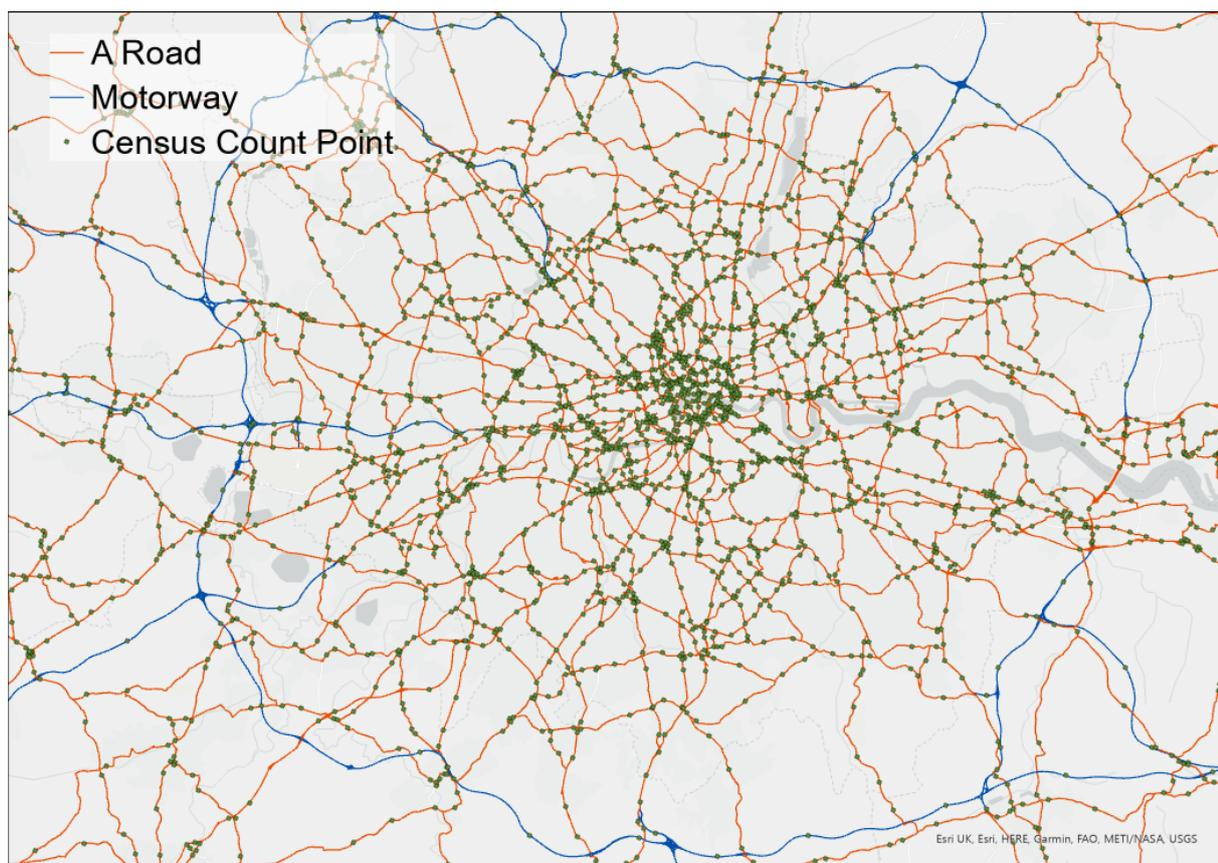 A Road
Motorway
Census Count Point
Esri UK, Esri, HERE, Garmin, FAO, METI/NASA, USGS